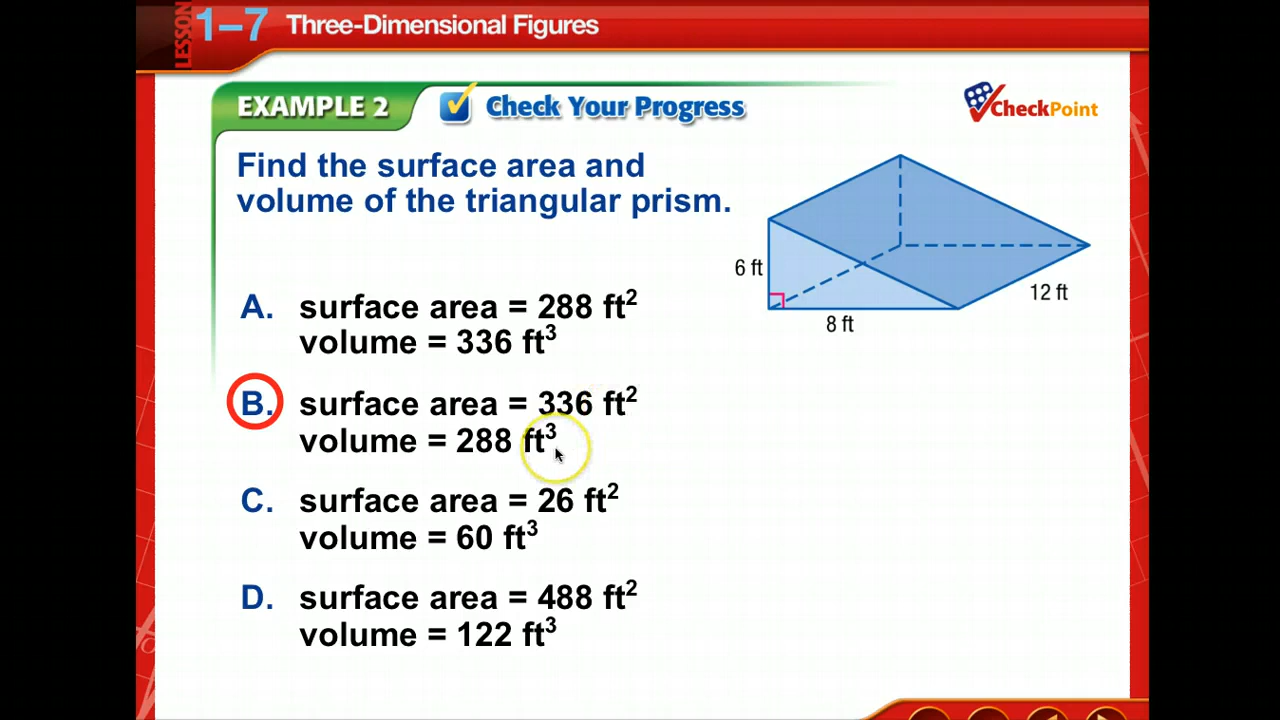 LESSON
1–7 Three-Dimensional Figures
EXAMPLE 2
Check Your Progress
CheckPoint
Find the surface area and
volume of the triangular prism.
6 ft
12 ft
8 ft
A. surface area = 288 ft²
volume = 336 ft³
B. surface area = 336 ft²
volume = 288 ft³
C. surface area = 26 ft²
volume = 60 ft³
D. surface area = 488 ft²
volume = 122 ft³